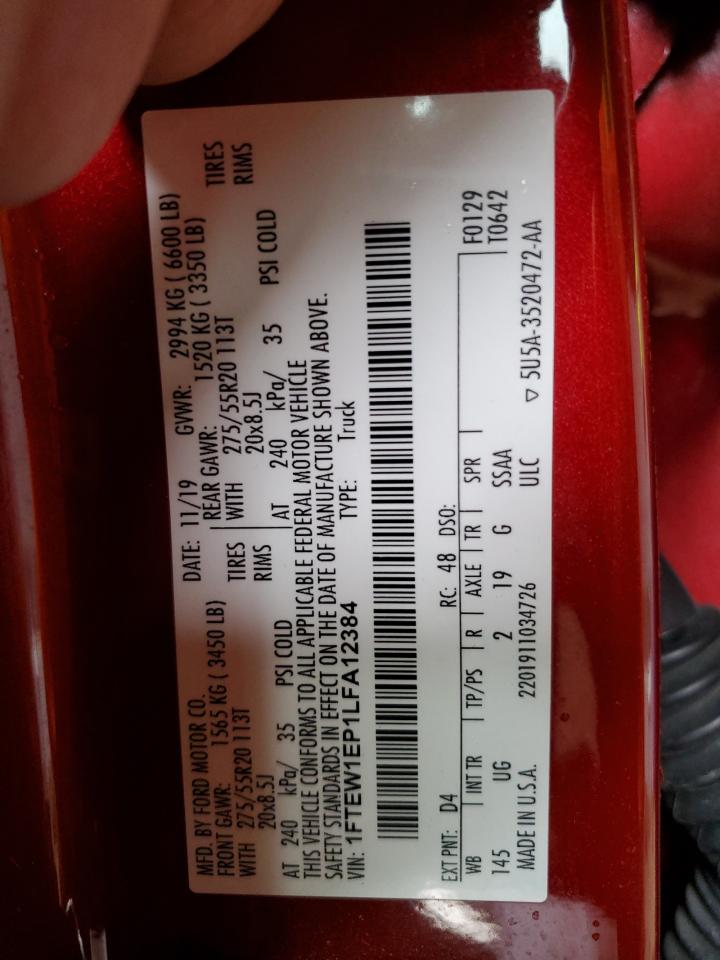 MFD. BY FORD MOTOR CO. DATE: 11/19 GVWR: 2994 KG ( 6600 LB)
FRONT GAWR: 1565 KG ( 3450 LB) REAR GAWR: 1520 KG ( 3350 LB)
WITH 275/55R20 113T TIRES WITH 275/55R20 113T TIRES
20x8.5J RIMS 20x8.5J RIMS
AT 240 kPa/ 35 PSI COLD AT 240 kPa/ 35 PSI COLD
THIS VEHICLE CONFORMS TO ALL APPLICABLE FEDERAL MOTOR VEHICLE
SAFETY STANDARDS IN EFFECT ON THE DATE OF MANUFACTURE SHOWN ABOVE.
VIN: 1FTEW1EP1LFA12384 TYPE: Truck
EXT PNT: D4 RC: 48 DSO: F0129
WB INT TR TP/PS R AXLE TR SPR T0642
145 UG 2 19 G SSAA
MADE IN U.S.A. 2201911034726 ULC ▽ 5U5A-3520472-AA